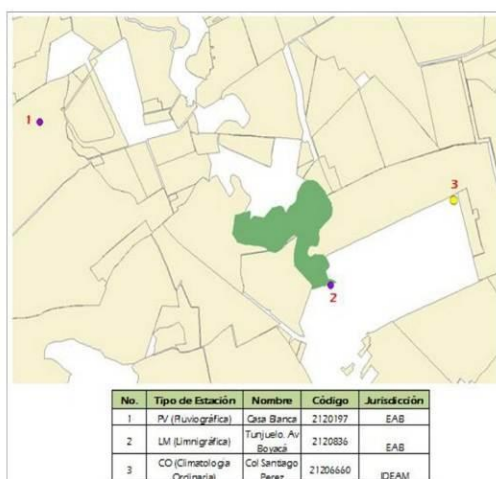 1
3
2
No. Tipo de Estación Nombre Código Jurisdicción
1 PV (Pluviográfica) Casa Blanca 2120197 EAB
2 LM (Limnigráfica) Tunjuelo. Av Boyacá 2120836 EAB
3 CO (Climatología Ordinaria) Col Santiago Perez 21206660 IDEAM